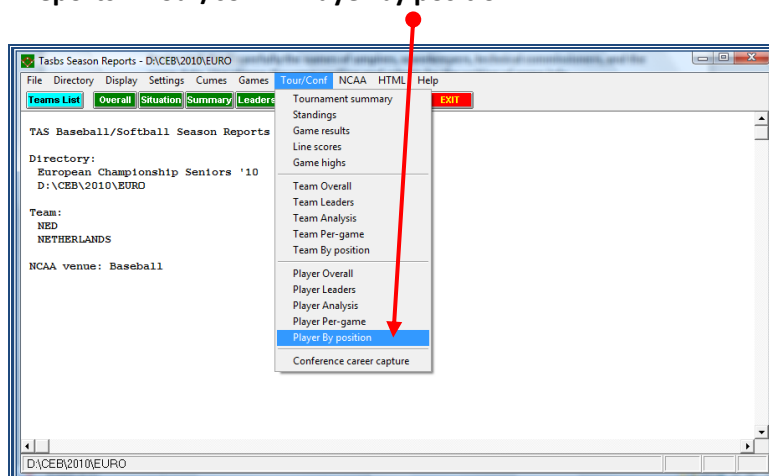 Tasbs Season Reports - D:\CEB\2010\EURO
File Directory Display Settings Cumes Games Tour/Conf NCAA HTML Help
Teams List Overall Situation Summary Leaders EXIT
Tournament summary
Standings
Game results
Line scores
Game highs
Team Overall
Team Leaders
Team Analysis
Team Per-game
Team By position
Player Overall
Player Leaders
Player Analysis
Player Per-game
Player By position
Conference career capture
TAS Baseball/Softball Season Reports
Directory:
European Championship Seniors '10
D:\CEB\2010\EURO
Team:
NED
NETHERLANDS
NCAA venue: Baseball
D:\CEB\2010\EURO